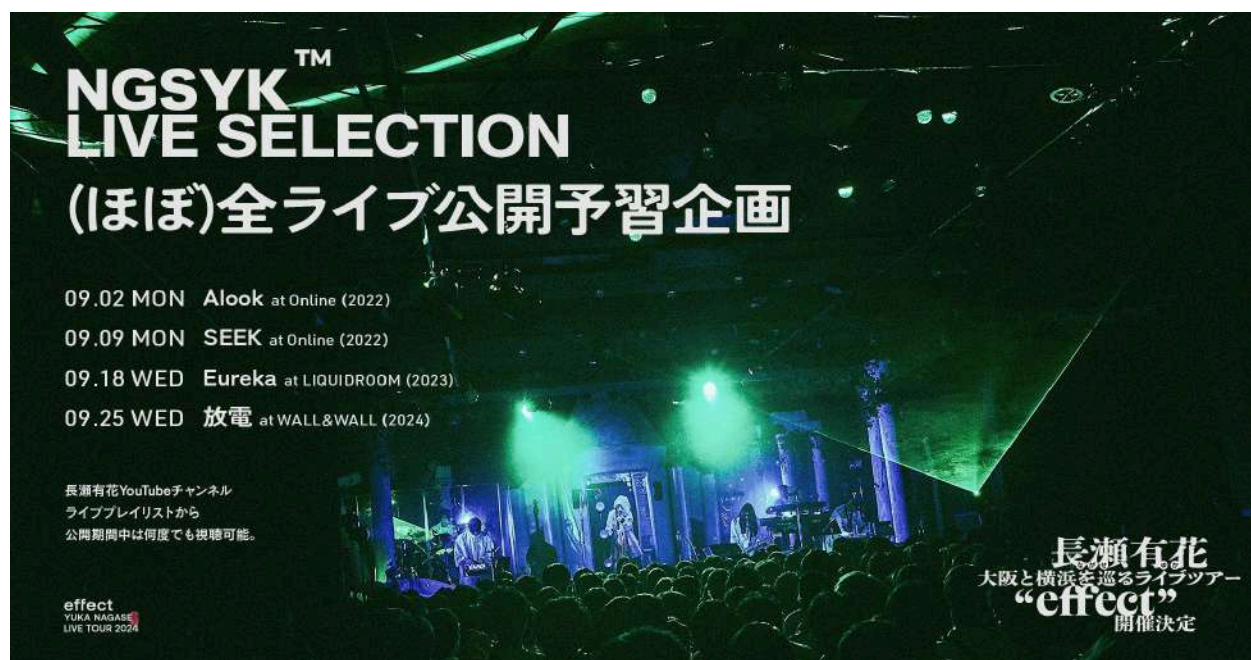 NGSYK™
LIVE SELECTION
(ほぼ)全ライブ公開予習企画
09.02 MON Alook at Online (2022)
09.09 MON SEEK at Online (2022)
09.18 WED Eureka at LIQUIDROOM (2023)
09.25 WED 放電 at WALL&WALL (2024)
長瀬有花YouTubeチャンネル
ライブプレイリストから
公開期間中は何度でも視聴可能。
effect
YUKA NAGASE
LIVE TOUR 2024
長瀬有花
大阪と横浜を巡るライブツアー
“effect”
開催決定